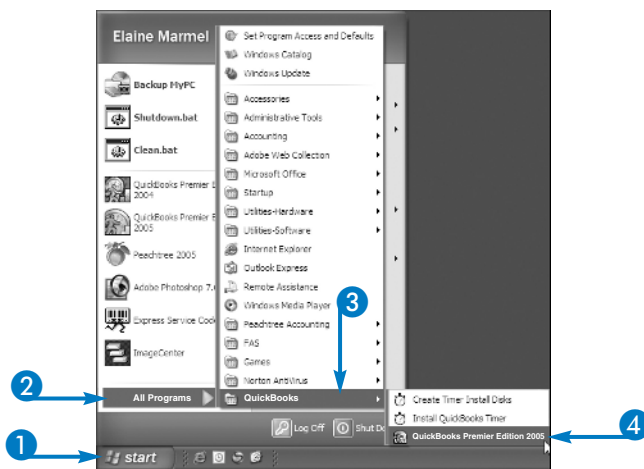 Elaine Marmel
Backup MyPC
Shutdown.bat
Clean.bat
QuickBooks Premier E
2004
QuickBooks Premier E
2005
Peachtree 2005
Adobe Photoshop 7.
Express Service Code
ImageCenter
2
All Programs
1
start
Set Program Access and Defaults
Windows Catalog
Windows Update
Accessories
Administrative Tools
Accounting
Adobe Web Collection
Microsoft Office
Startup
Utilities-Hardware
Utilities-Software
Internet Explorer
Outlook Express
Remote Assistance
Windows Media Player
3
Peachtree Accounting
FAS
Games
Norton AntiVirus
QuickBooks
Log Off
Shut Do
Create Timer Install Disks
Install QuickBooks Timer
QuickBooks Premier Edition 2005
4